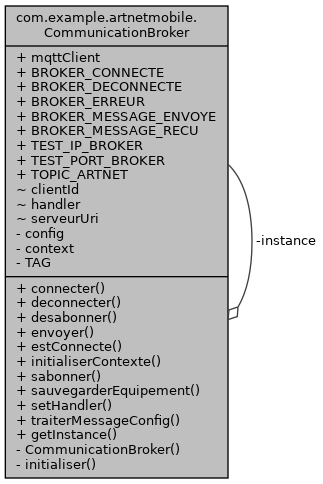 com.example.artnetmobile.
CommunicationBroker
+ mqttClient
+ BROKER_CONNECTE
+ BROKER_DECONNECTE
+ BROKER_ERREUR
+ BROKER_MESSAGE_ENVOYE
+ BROKER_MESSAGE_RECU
+ TEST_IP_BROKER
+ TEST_PORT_BROKER
+ TOPIC_ARTNET
~ clientId
~ handler
~ serveurUri
- config
- context
- TAG
-instance
+ connecter()
+ deconnecter()
+ desabonner()
+ envoyer()
+ estConnecte()
+ initialiserContexte()
+ sabonner()
+ sauvegarderEquipement()
+ setHandler()
+ traiterMessageConfig()
+ getInstance()
- CommunicationBroker()
- initialiser()